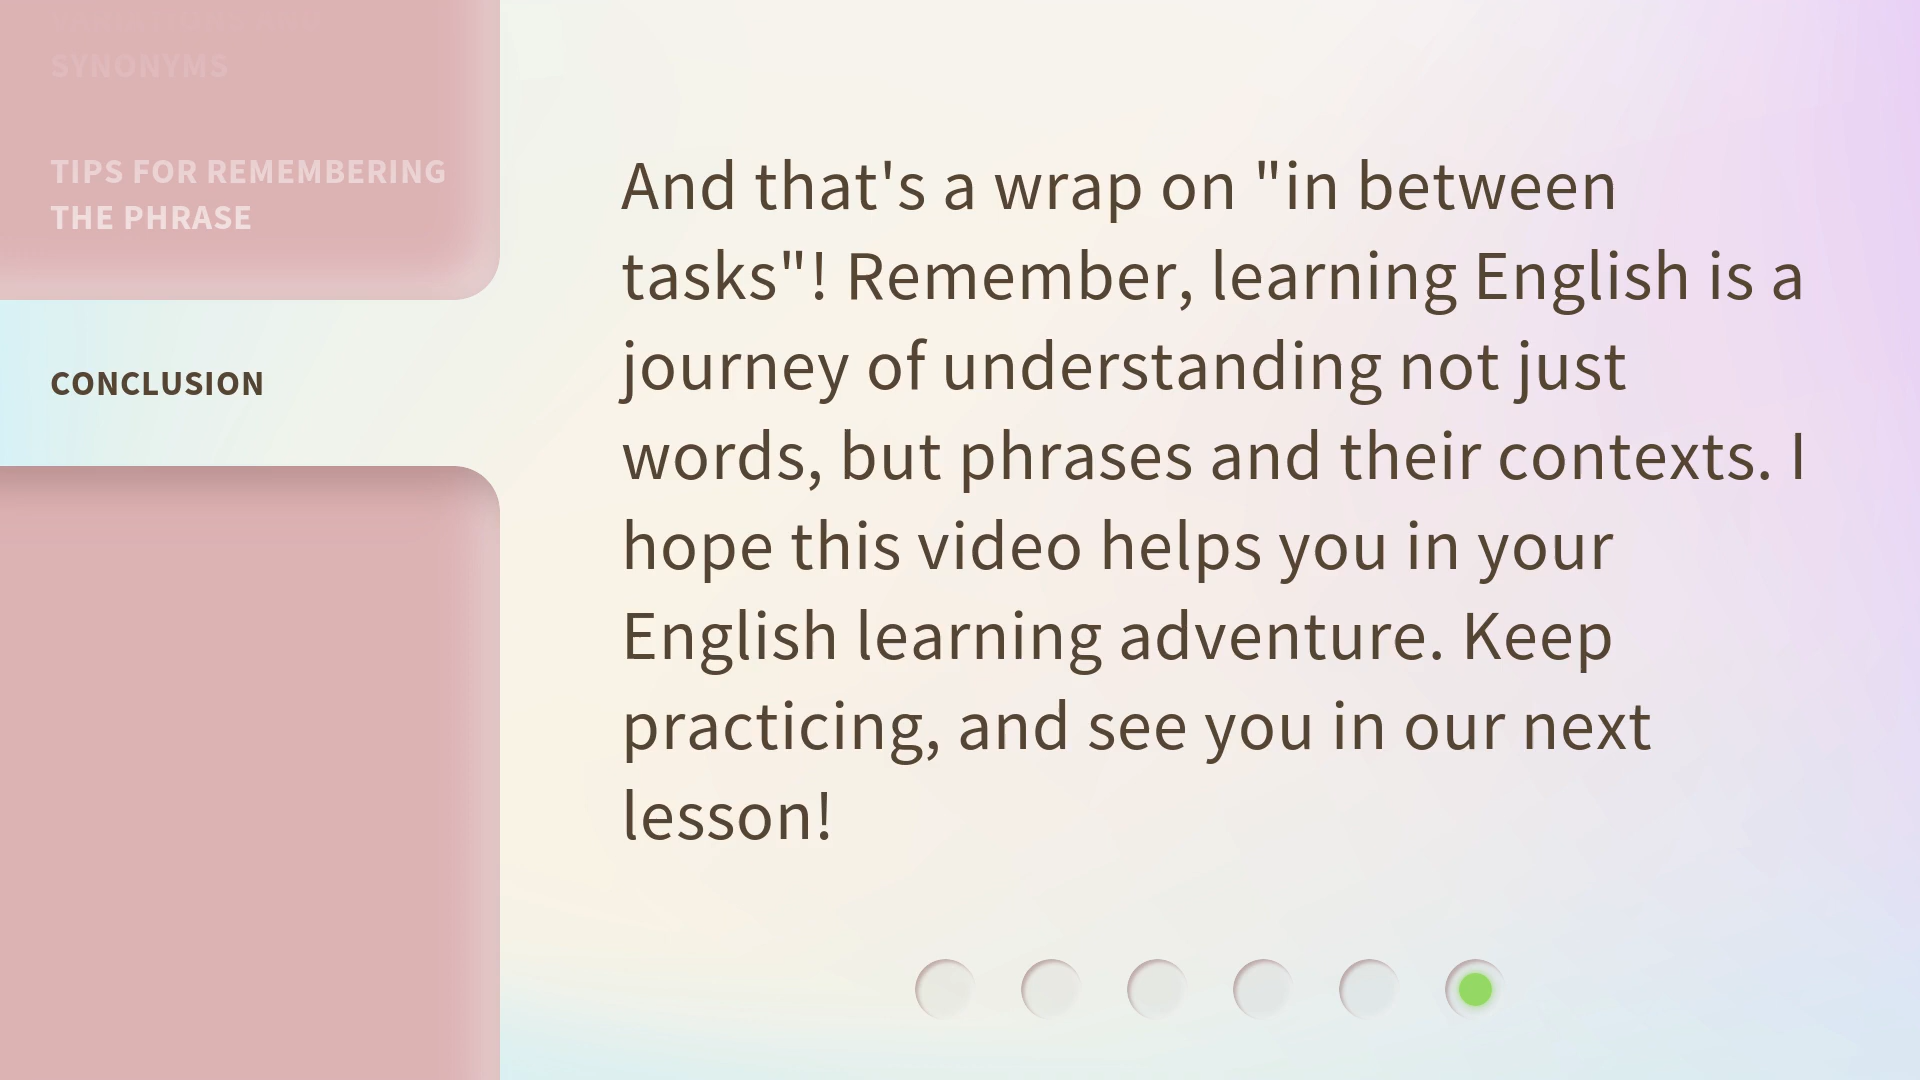 SYNONYMS
TIPS FOR REMEMBERING
THE PHRASE
CONCLUSION
And that's a wrap on "in between
tasks"! Remember, learning English is a
journey of understanding not just
words, but phrases and their contexts. I
hope this video helps you in your
English learning adventure. Keep
practicing, and see you in our next
lesson!